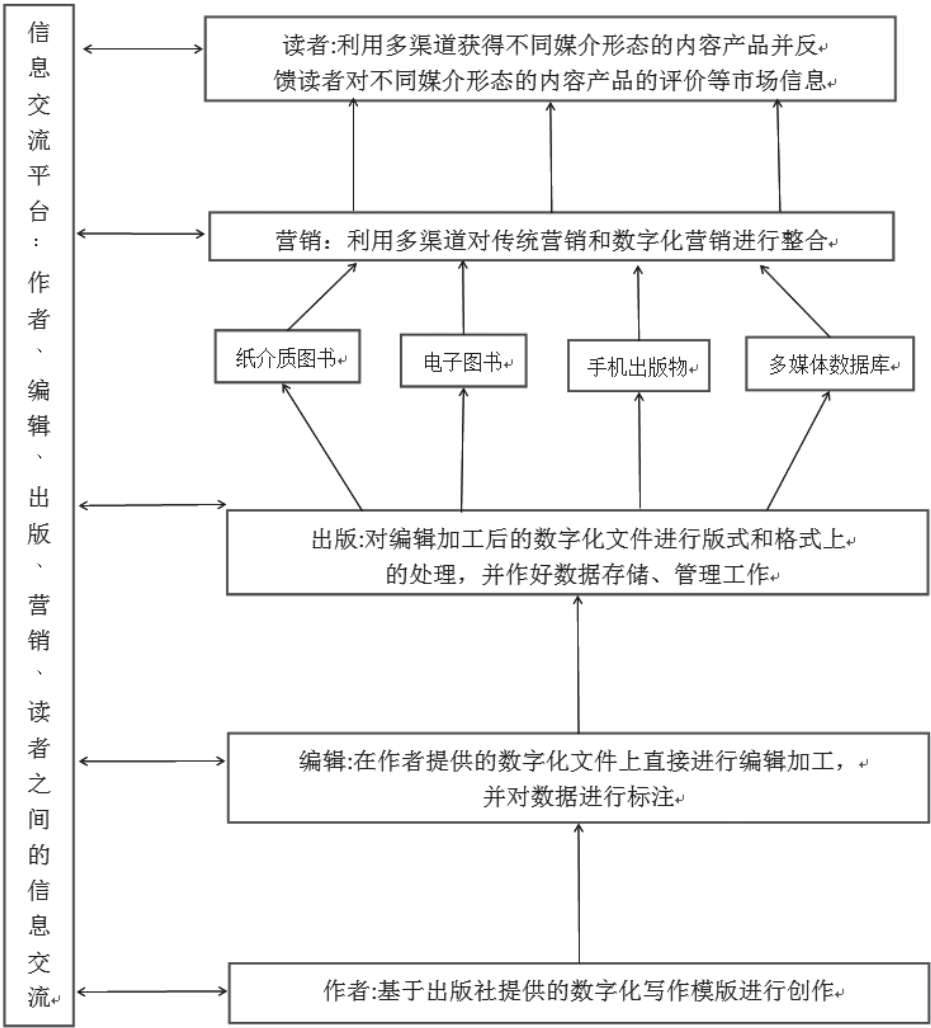 信息交流平台：作者、编辑、出版、营销、读者之间的信息交流
读者:利用多渠道获得不同媒介形态的内容产品并反
馈读者对不同媒介形态的内容产品的评价等市场信息
营销：利用多渠道对传统营销和数字化营销进行整合
纸介质图书
电子图书
手机出版物
多媒体数据库
出版:对编辑加工后的数字化文件进行版式和格式上
的处理，并作好数据存储、管理工作
编辑:在作者提供的数字化文件上直接进行编辑加工，
并对数据进行标注
作者:基于出版社提供的数字化写作模版进行创作